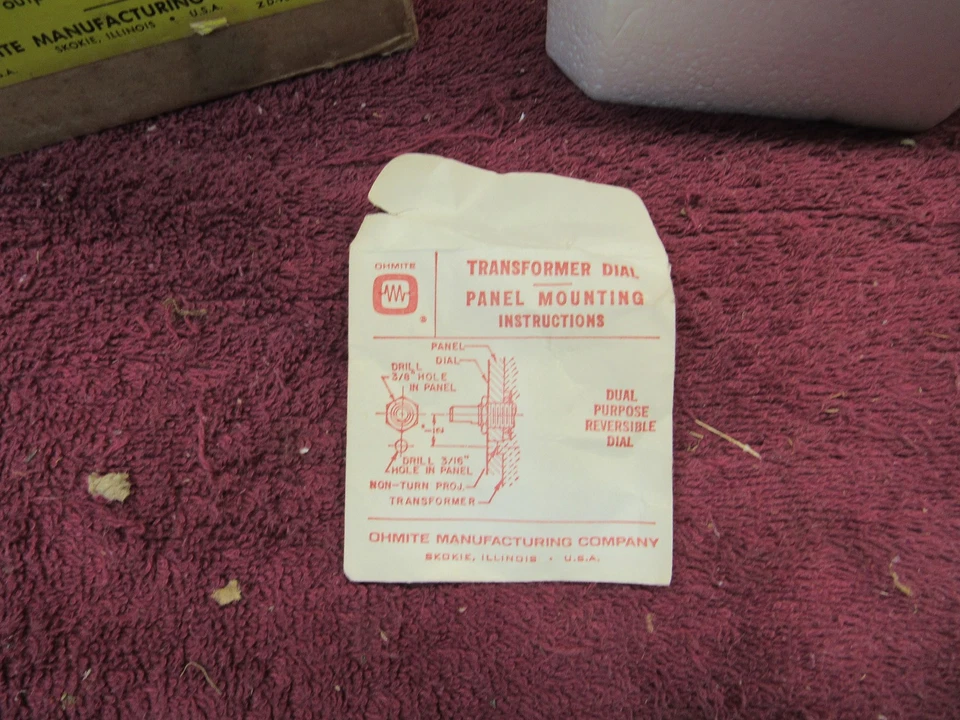 MANUFACTURING
SKOKIE, ILLINOIS • U.S.A.
OHMITE
TRANSFORMER DIAL
PANEL MOUNTING
INSTRUCTIONS
PANEL
DIAL
DRILL
3/8" HOLE
IN PANEL
DUAL
PURPOSE
REVERSIBLE
DIAL
DRILL 3/16"
HOLE IN PANEL
NON-TURN PROJ.
TRANSFORMER
OHMITE MANUFACTURING COMPANY
SKOKIE, ILLINOIS • U.S.A.